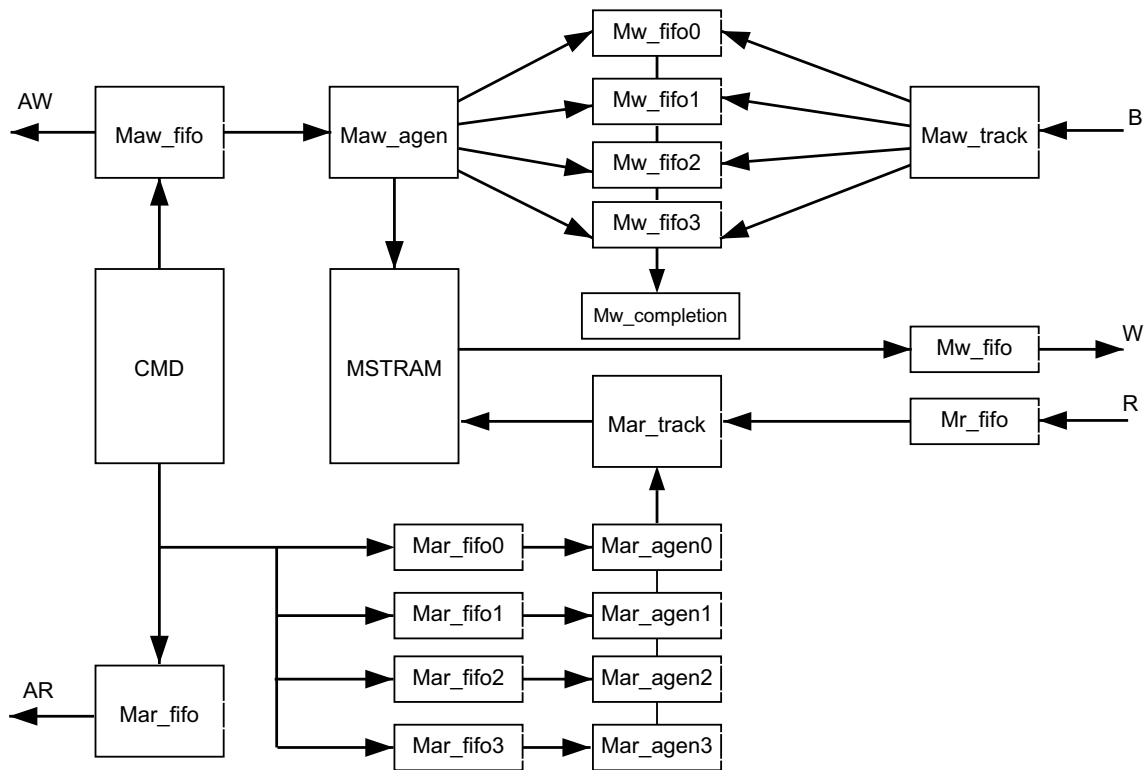 Mw_fifo0
AW
Maw_fifo
Maw_agen
Mw_fifo1
Maw_track
B
Mw_fifo2
Mw_fifo3
Mw_completion
CMD
MSTRAM
Mw_fifo
W
Mar_track
Mr_fifo
R
Mar_fifo0
Mar_agen0
Mar_fifo1
Mar_agen1
Mar_fifo2
Mar_agen2
AR
Mar_fifo
Mar_fifo3
Mar_agen3